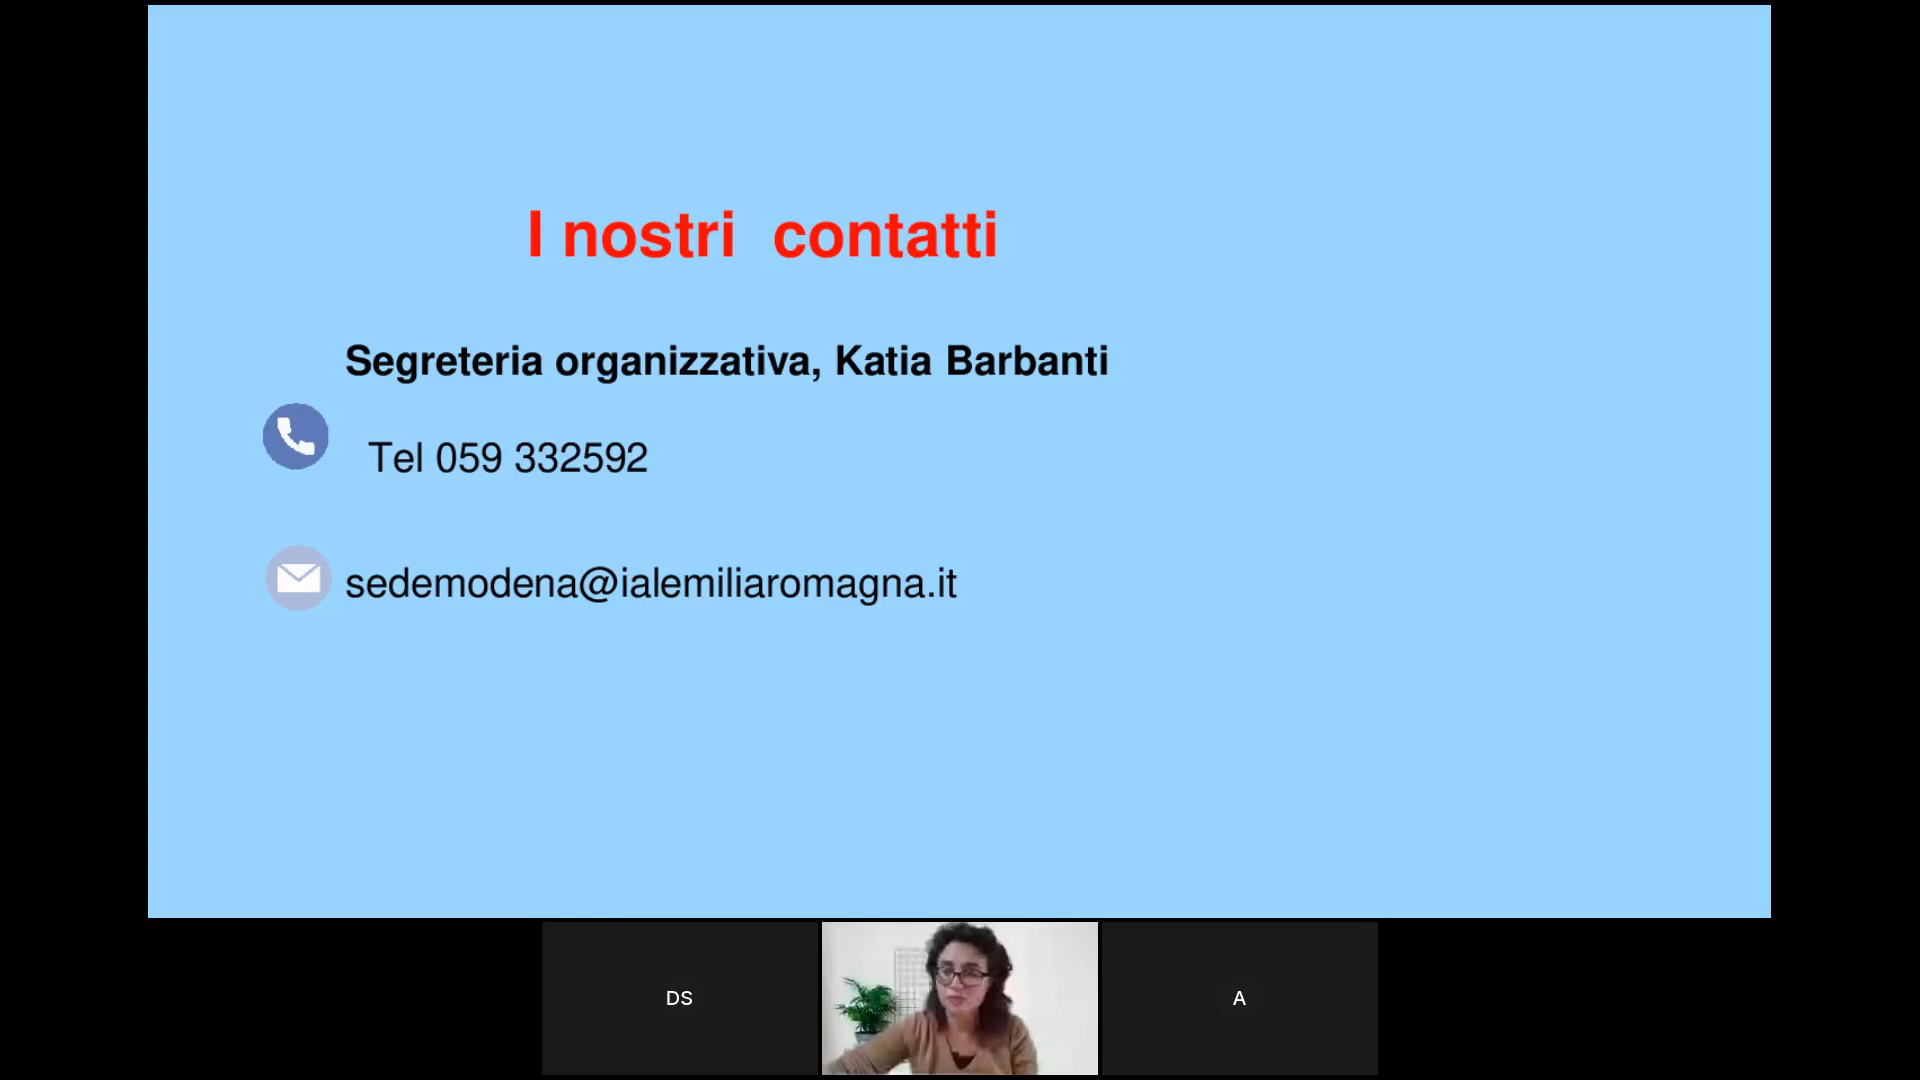 I nostri  contatti
Segreteria organizzativa, Katia Barbanti
Tel 059 332592
sedemodena@ialemiliaromagna.it
DS
A